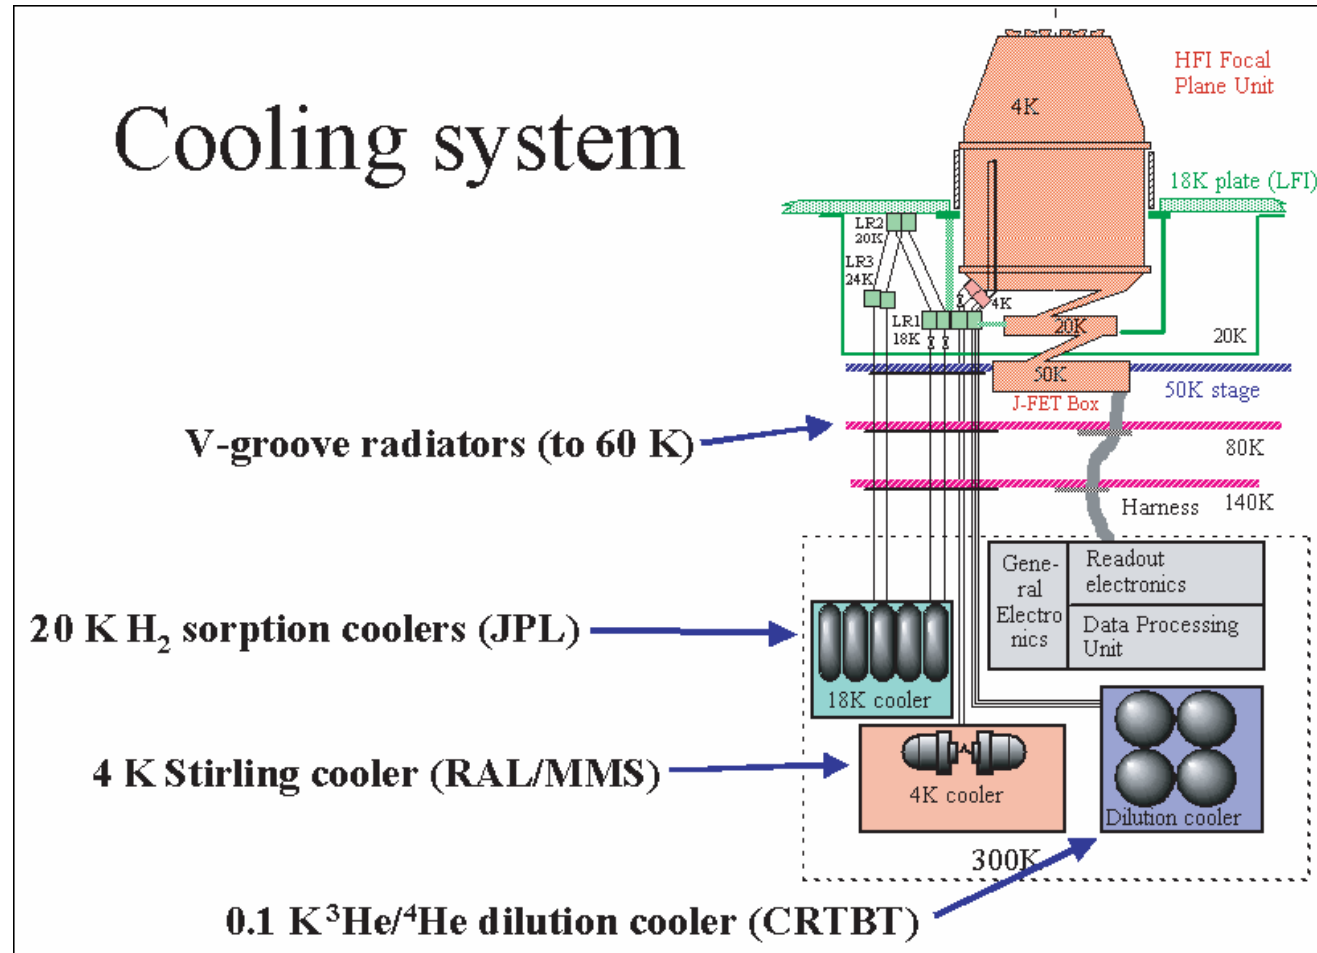 Cooling system
HFI Focal
Plane Unit
4K
18K plate (LFI)
LR2
20K
LR3
24K
4K
LR1
18K
20K
20K
50K
50K stage
J-FET Box
V-groove radiators (to 60 K)
80K
140K
Harness
Gene-
ral
Electro
nics
Readout
electronics
Data Processing
Unit
20 K H₂ sorption coolers (JPL)
18K cooler
4 K Stirling cooler (RAL/MMS)
4K cooler
Dilution cooler
300K
0.1 K ³He/⁴He dilution cooler (CRTBT)